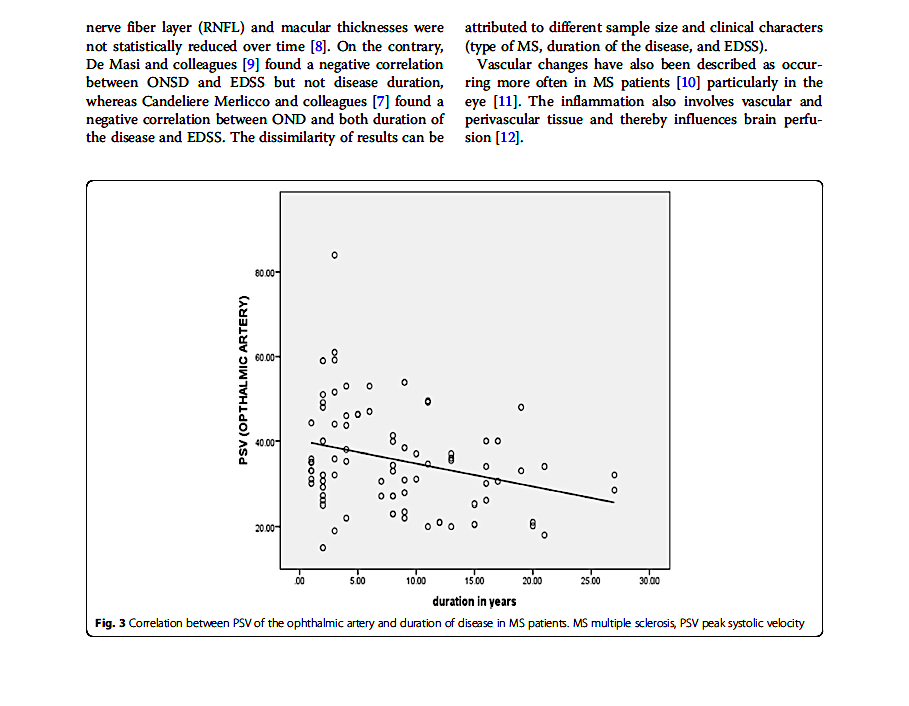 nerve fiber layer (RNFL) and macular thicknesses were
not statistically reduced over time [8]. On the contrary,
De Masi and colleagues [9] found a negative correlation
between ONSD and EDSS but not disease duration,
whereas Candeliere Merlicco and colleagues [7] found a
negative correlation between OND and both duration of
the disease and EDSS. The dissimilarity of results can be
attributed to different sample size and clinical characters
(type of MS, duration of the disease, and EDSS).
Vascular changes have also been described as occur-
ring more often in MS patients [10] particularly in the
eye [11]. The inflammation also involves vascular and
perivascular tissue and thereby influences brain perfu-
sion [12].
PSV (OPTHALMIC ARTERY)
80.00
60.00
40.00
20.00
.00 5.00 10.00 15.00 20.00 25.00 30.00
duration in years
Fig. 3 Correlation between PSV of the ophthalmic artery and duration of disease in MS patients. MS multiple sclerosis, PSV peak systolic velocity